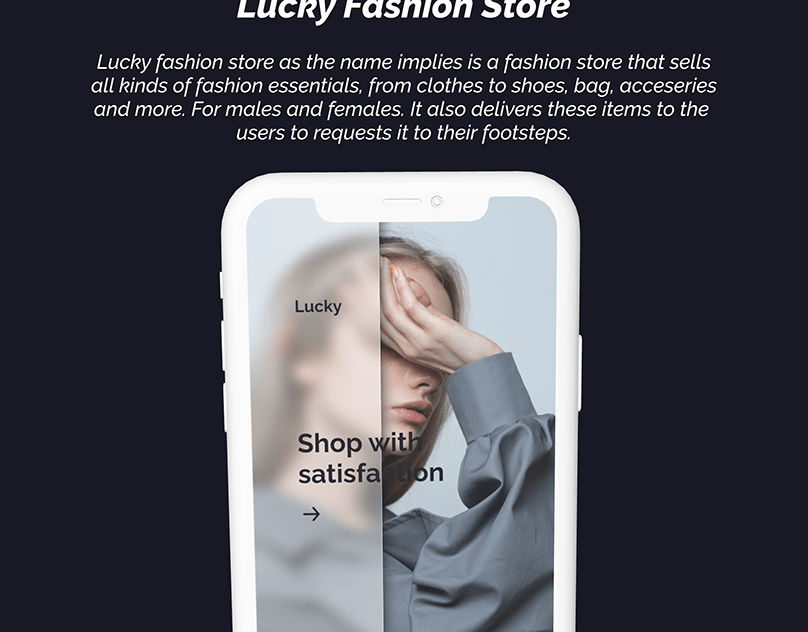 Lucky Fashion Store
Lucky fashion store as the name implies is a fashion store that sells
all kinds of fashion essentials, from clothes to shoes, bag, acceseries
and more. For males and females. It also delivers these items to the
users to requests it to their footsteps.
Lucky
Shop with
satisfaction